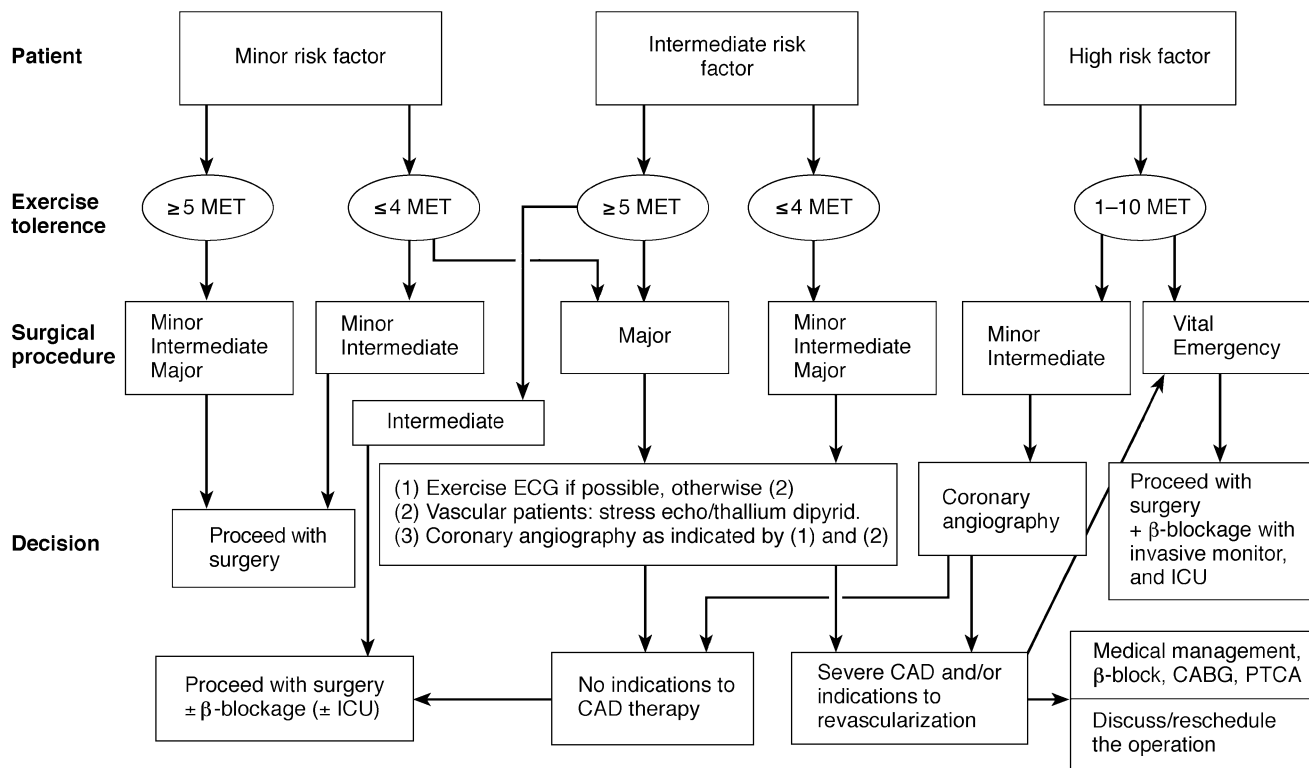 Patient
Minor risk factor
Intermediate risk
factor
High risk factor
Exercise
tolerence
≥ 5 MET
≤ 4 MET
≥ 5 MET
≤ 4 MET
1–10 MET
Surgical
procedure
Minor
Intermediate
Major
Minor
Intermediate
Major
Minor
Intermediate
Major
Minor
Intermediate
Vital
Emergency
Intermediate
Decision
Proceed with
surgery
(1) Exercise ECG if possible, otherwise (2)
(2) Vascular patients: stress echo/thallium dipyrid.
(3) Coronary angiography as indicated by (1) and (2)
Coronary
angiography
Proceed with
surgery
+ β-blockage with
invasive monitor,
and ICU
Proceed with surgery
± β-blockage (± ICU)
No indications to
CAD therapy
Severe CAD and/or
indications to
revascularization
Medical management,
β-block, CABG, PTCA
Discuss/reschedule
the operation